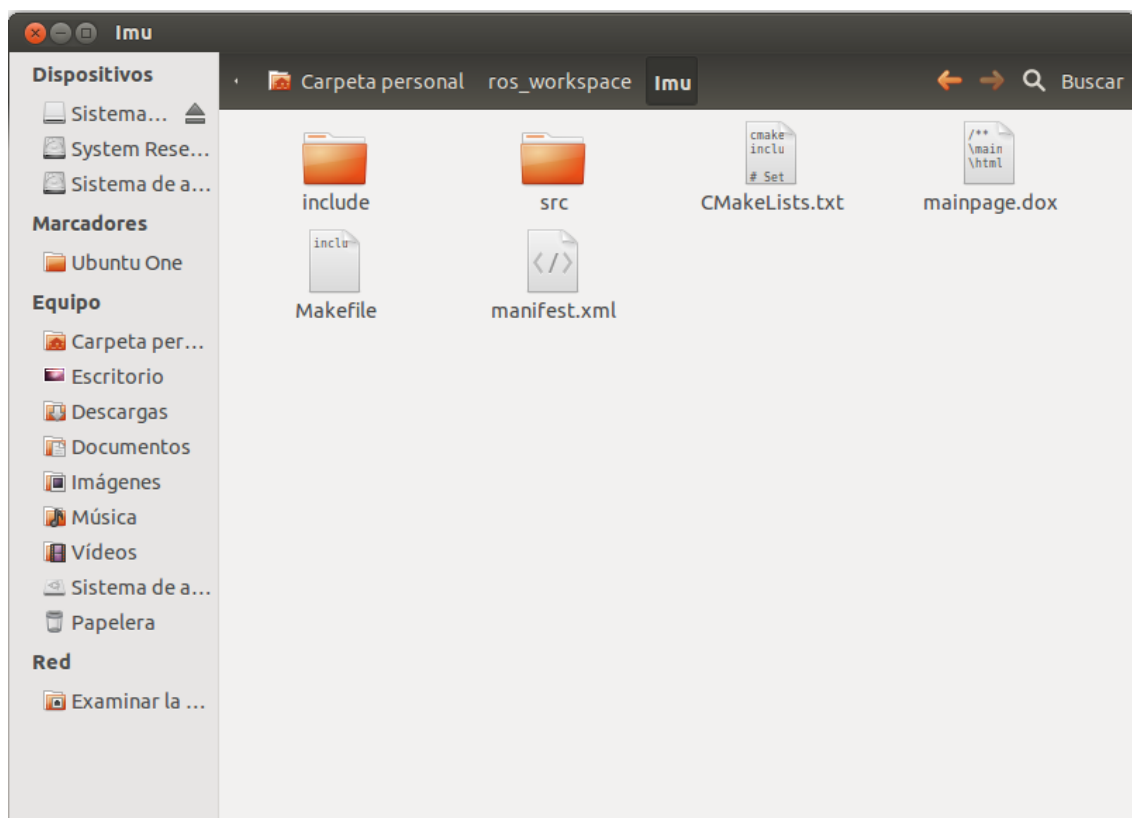 Imu
Dispositivos
Sistema...
System Rese...
Sistema de a...
Marcadores
Ubuntu One
Equipo
Carpeta per...
Escritorio
Descargas
Documentos
Imágenes
Música
Vídeos
Sistema de a...
Papelera
Red
Examinar la ...
Carpeta personal ros_workspace Imu Buscar
include
src
cmake
inclu
# Set
CMakeLists.txt
/**
\main
\html
mainpage.dox
inclu
Makefile
</>
manifest.xml